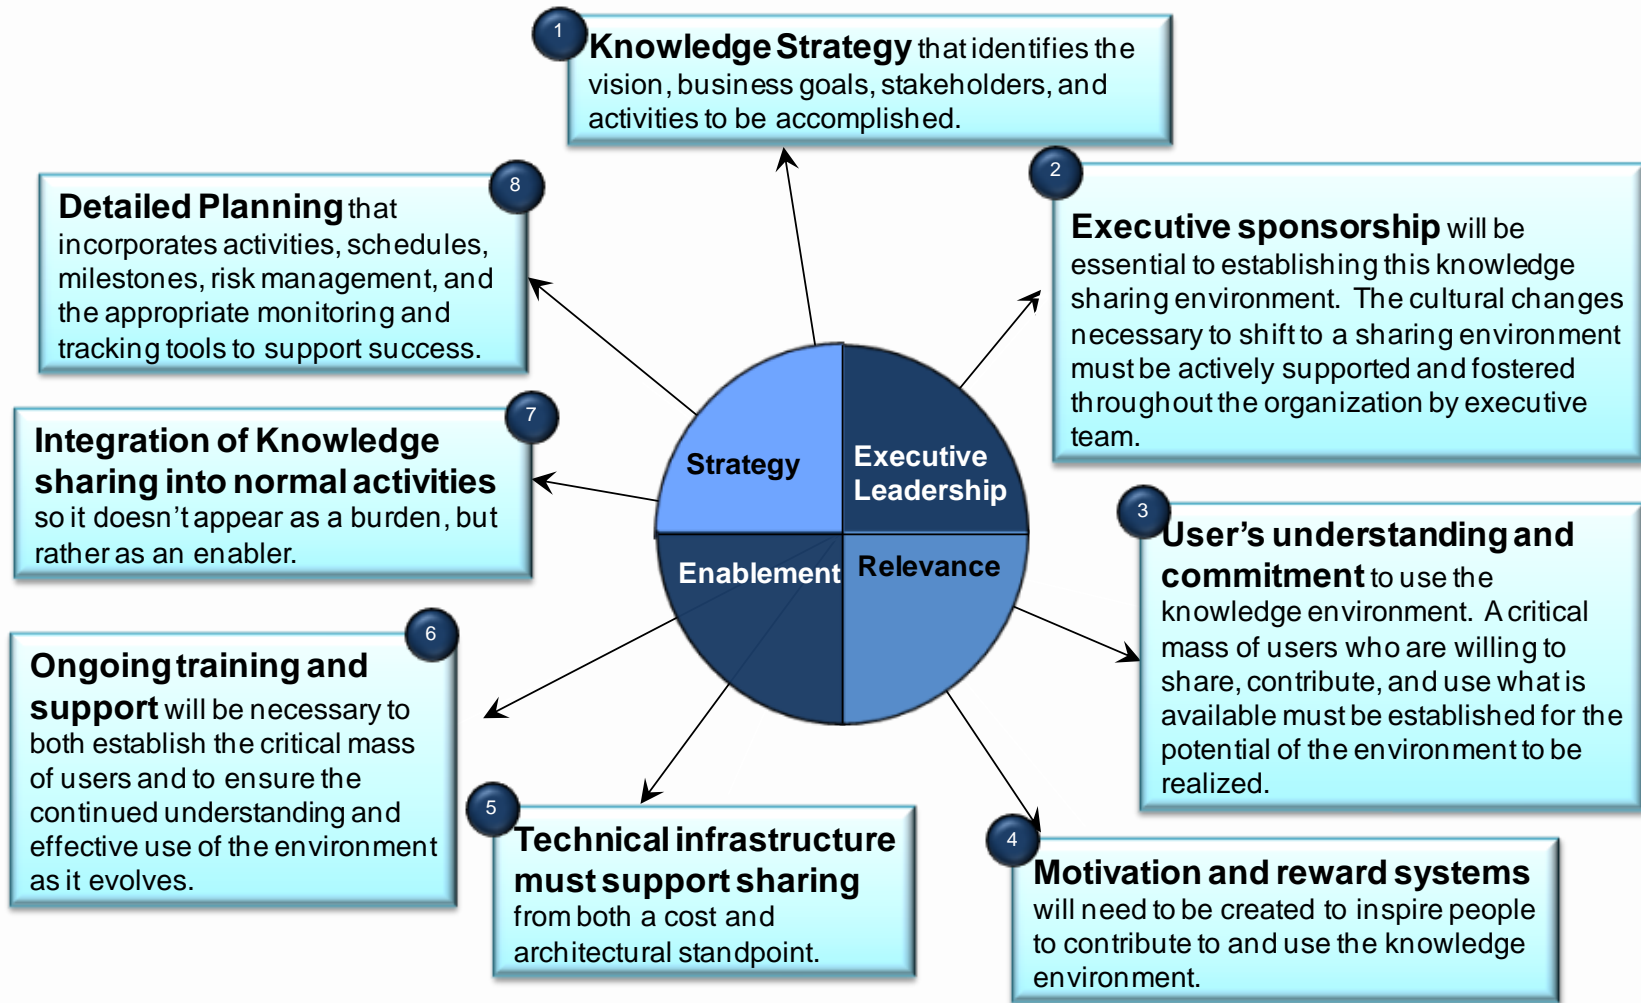 1
Knowledge Strategy that identifies the
vision, business goals, stakeholders, and
activities to be accomplished.
2
Executive sponsorship will be
essential to establishing this knowledge
sharing environment. The cultural changes
necessary to shift to a sharing environment
must be actively supported and fostered
throughout the organization by executive
team.
3
User’s understanding and
commitment to use the
knowledge environment. A critical
mass of users who are willing to
share, contribute, and use what is
available must be established for the
potential of the environment to be
realized.
4
Motivation and reward systems
will need to be created to inspire people
to contribute to and use the knowledge
environment.
5
Technical infrastructure
must support sharing
from both a cost and
architectural standpoint.
6
Ongoing training and
support will be necessary to
both establish the critical mass
of users and to ensure the
continued understanding and
effective use of the environment
as it evolves.
7
Integration of Knowledge
sharing into normal activities
so it doesn’t appear as a burden, but
rather as an enabler.
8
Detailed Planning that
incorporates activities, schedules,
milestones, risk management, and
the appropriate monitoring and
tracking tools to support success.
Strategy
Executive
Leadership
Enablement
Relevance